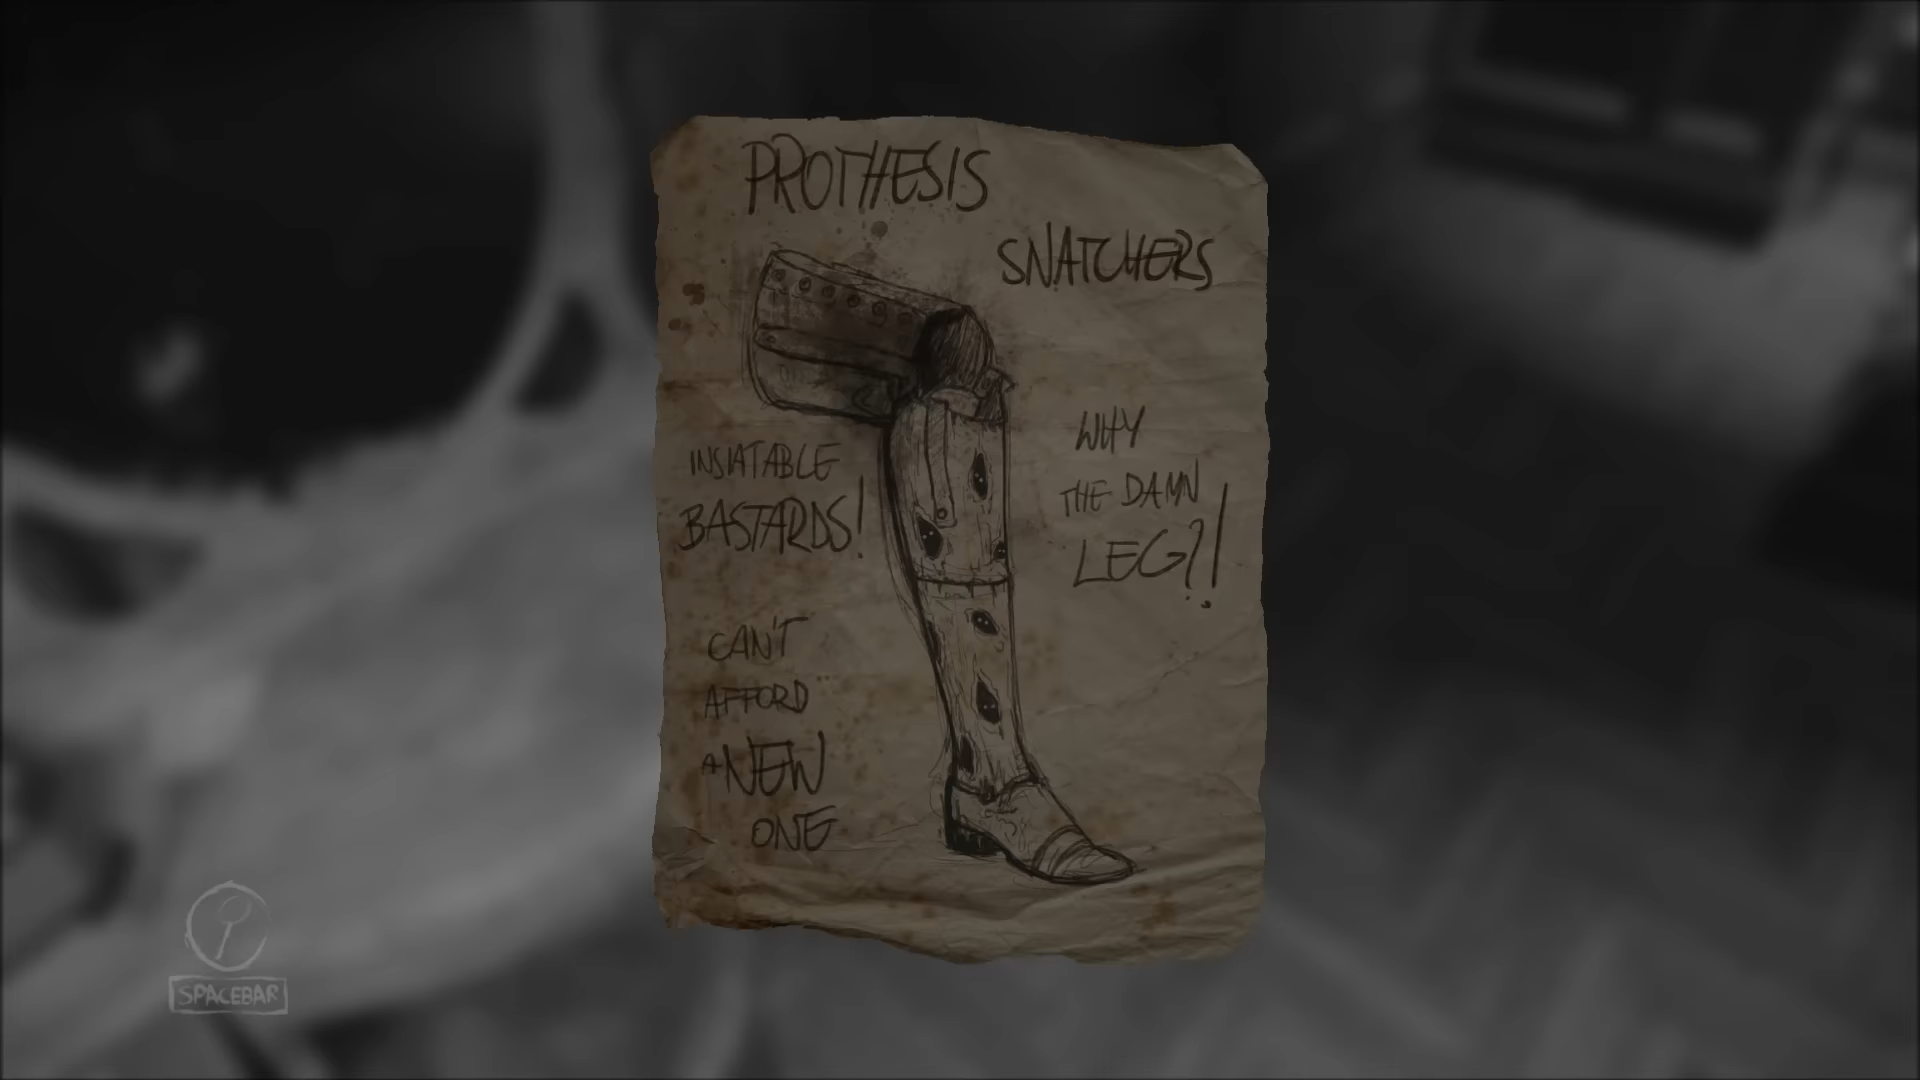 PROTHESIS
SNATCHERS
INSIATABLE
BASTARDS!
WHY
THE DAMN
LEG?!
CAN'T
AFFORD
A NEW
ONE
SPACEBAR